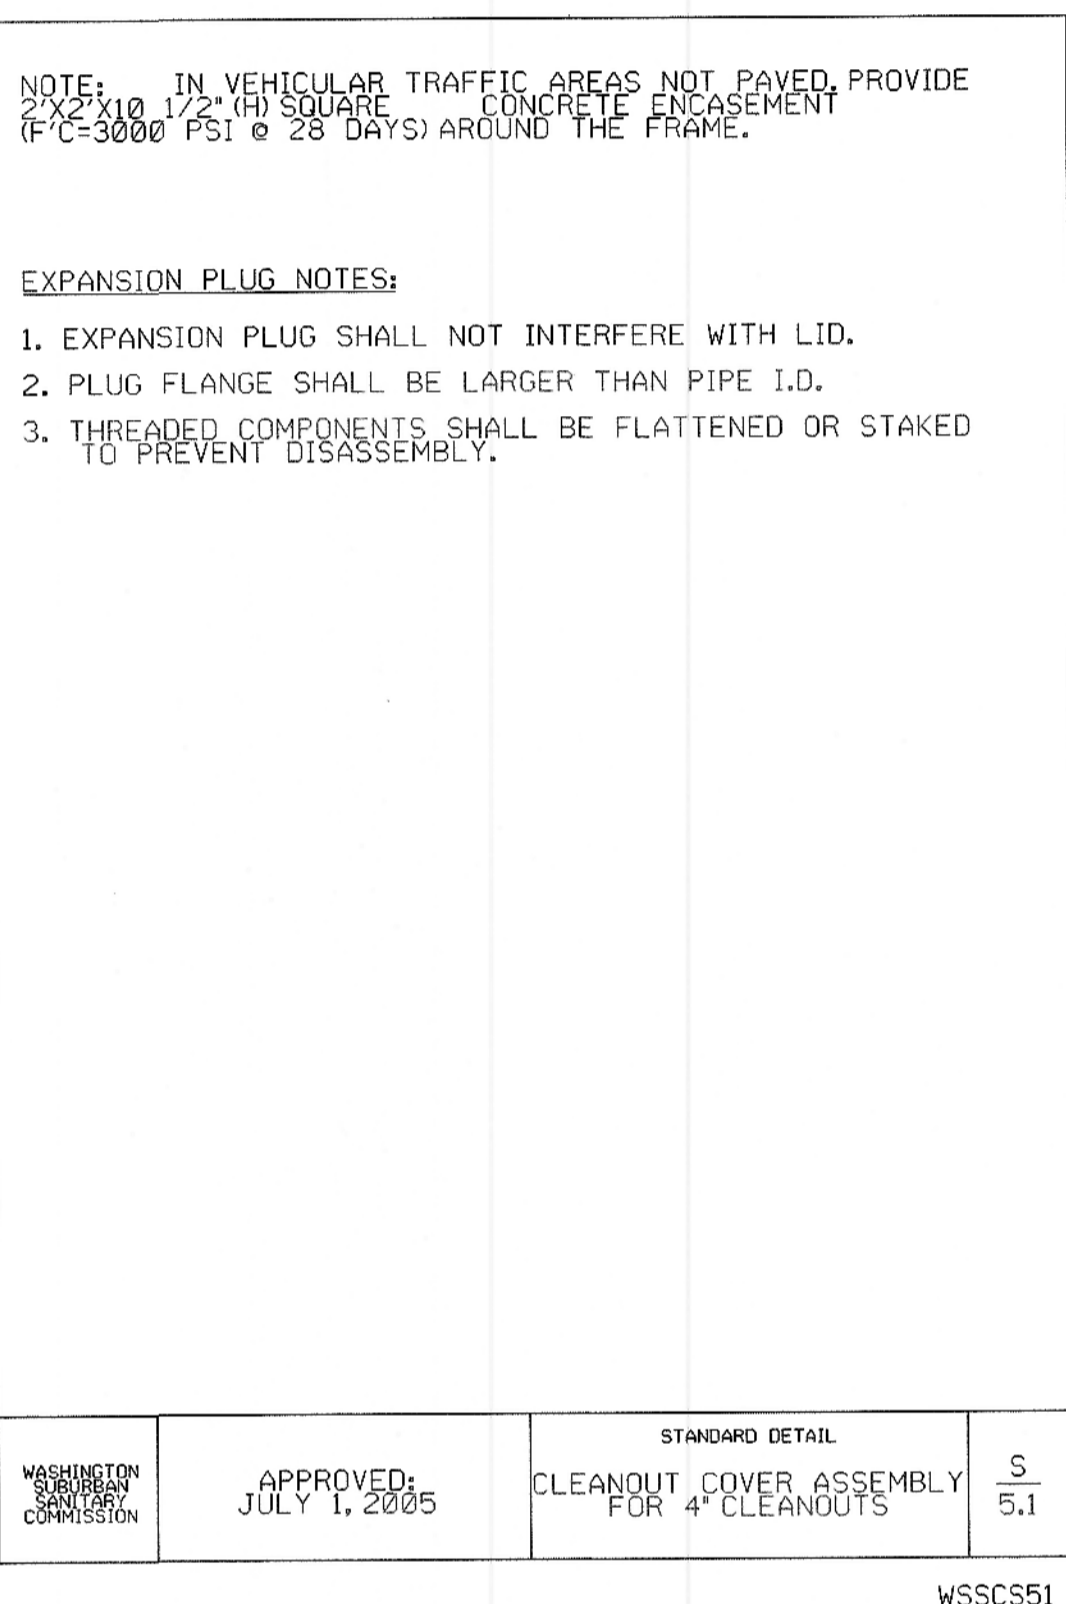 NOTE: IN VEHICULAR TRAFFIC AREAS NOT PAVED, PROVIDE
2'X2'X10 1/2" (H) SQUARE CONCRETE ENCASEMENT
(F'C=3000 PSI @ 28 DAYS) AROUND THE FRAME.
EXPANSION PLUG NOTES:
1. EXPANSION PLUG SHALL NOT INTERFERE WITH LID.
2. PLUG FLANGE SHALL BE LARGER THAN PIPE I.D.
3. THREADED COMPONENTS SHALL BE FLATTENED OR STAKED
TO PREVENT DISASSEMBLY.
WASHINGTON
SUBURBAN
SANITARY
COMMISSION
APPROVED:
JULY 1, 2005
STANDARD DETAIL
CLEANOUT COVER ASSEMBLY
FOR 4" CLEANOUTS
S
5.1
WSSCS51